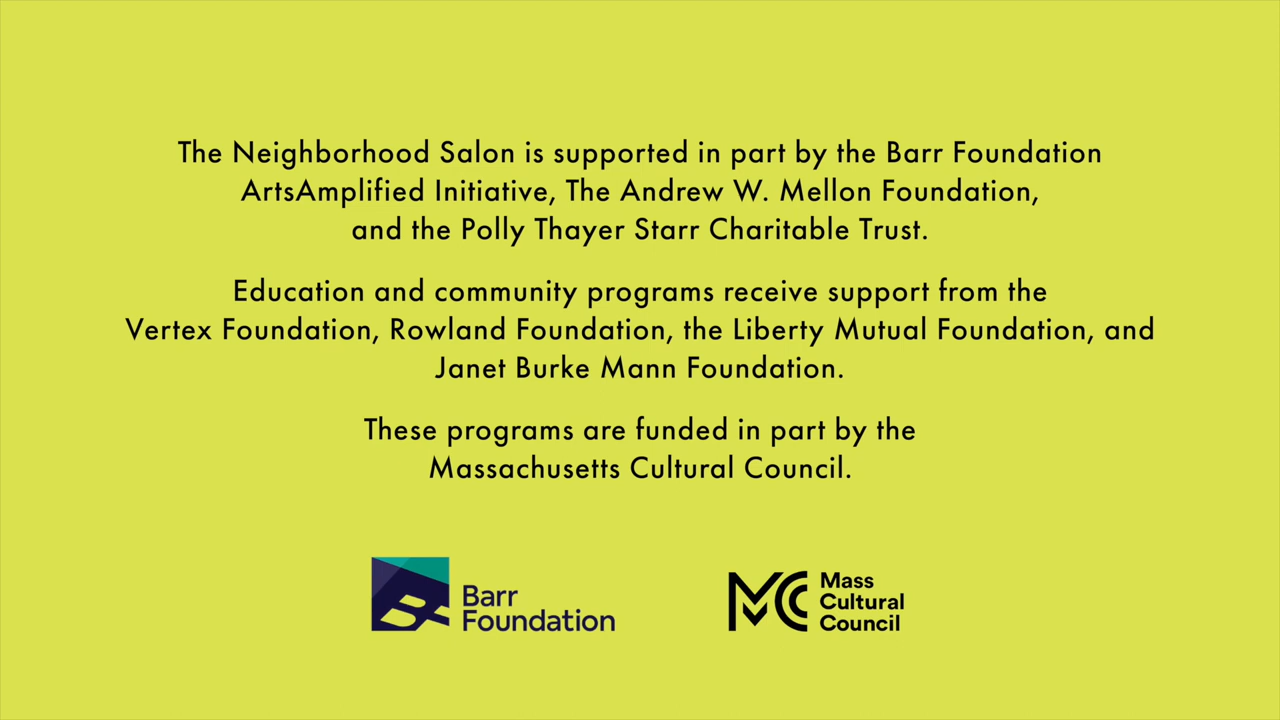 The Neighborhood Salon is supported in part by the Barr Foundation
ArtsAmplified Initiative, The Andrew W. Mellon Foundation,
and the Polly Thayer Starr Charitable Trust.
Education and community programs receive support from the
Vertex Foundation, Rowland Foundation, the Liberty Mutual Foundation, and
Janet Burke Mann Foundation.
These programs are funded in part by the
Massachusetts Cultural Council.
B
Barr
Foundation
MC
Mass
Cultural
Council